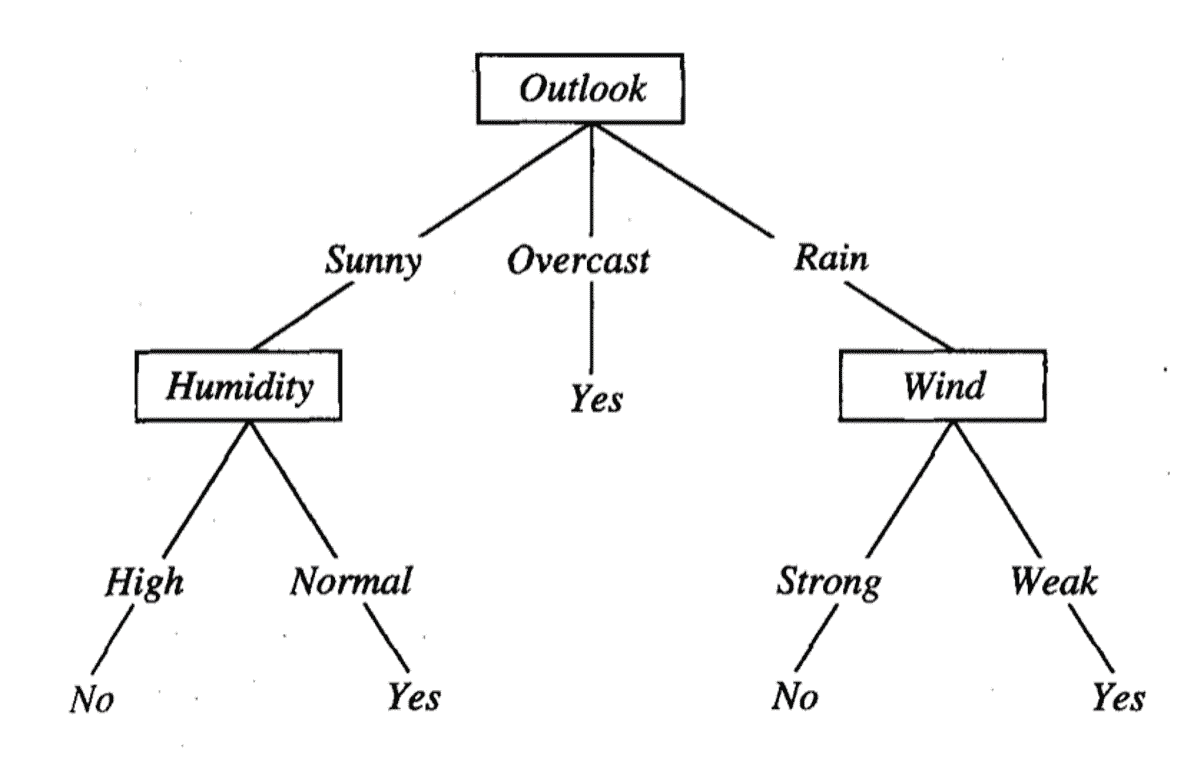 Outlook
Sunny Overcast Rain
Humidity Yes Wind
High Normal Strong Weak
No Yes No Yes